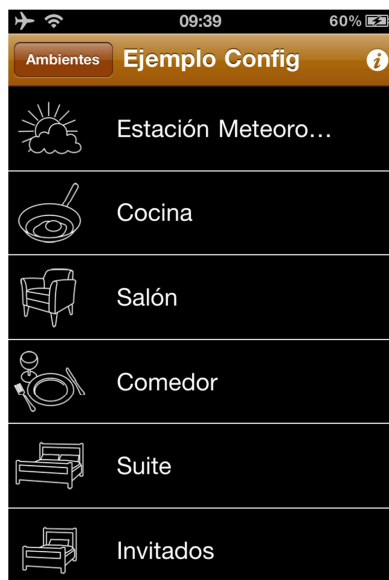 09:39
60%
Ambientes
Ejemplo Config
i
Estación Meteoro...
Cocina
Salón
Comedor
Suite
Invitados